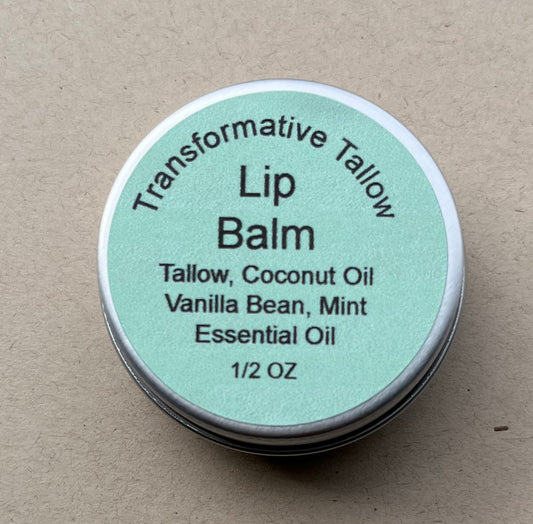 Transformative Tallow
Lip
Balm
Tallow, Coconut Oil
Vanilla Bean, Mint
Essential Oil
1/2 OZ